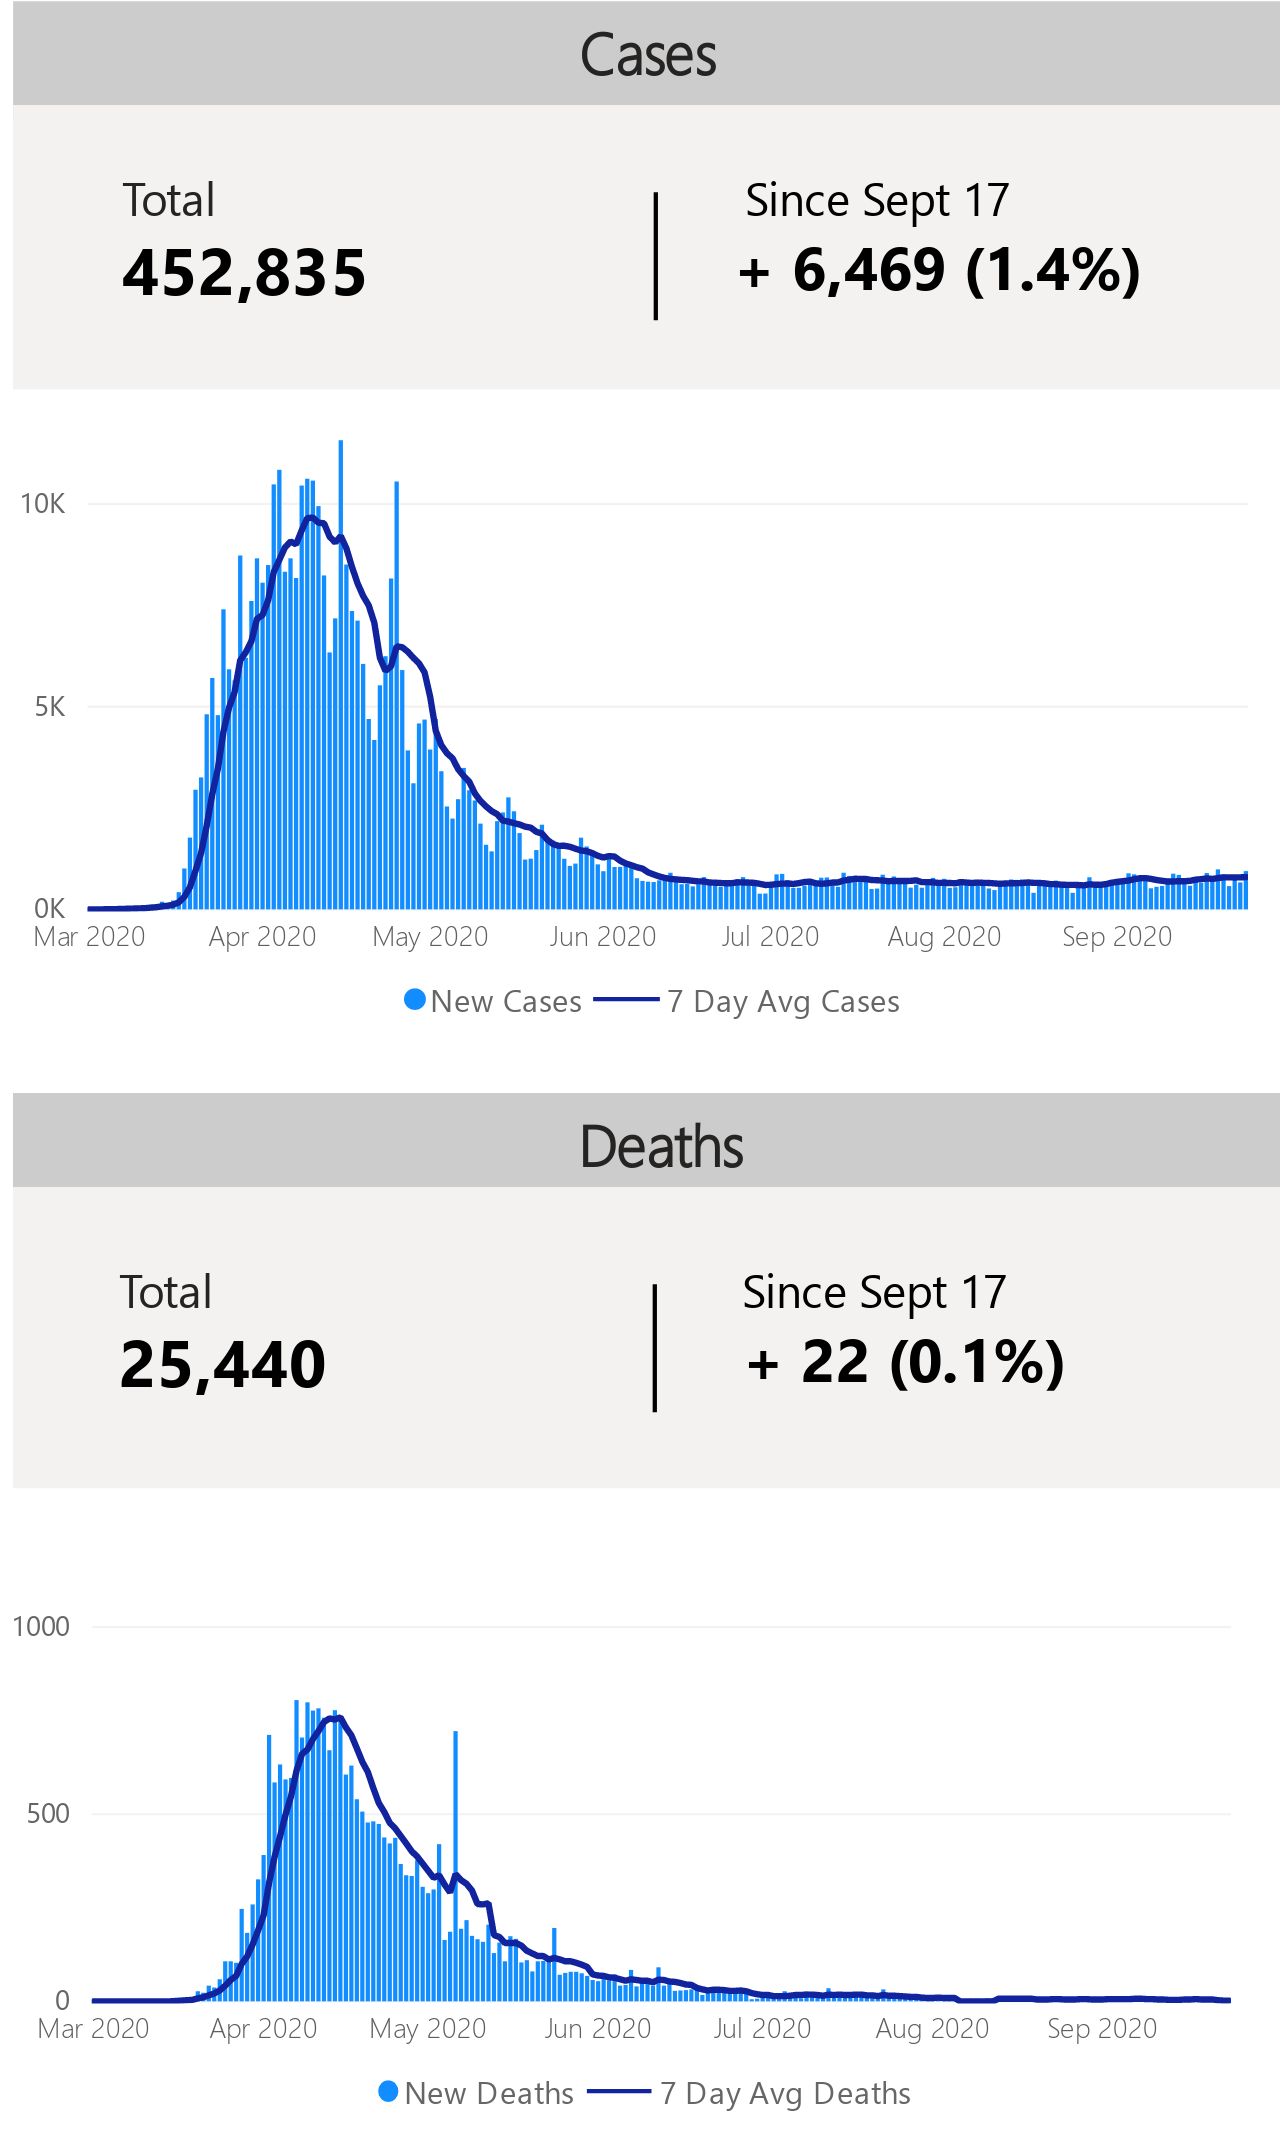 Cases
Total
Since Sept 17
452,835
+ 6,469 (1.4%)
10K
5K
0K
Mar 2020 Apr 2020 May 2020 Jun 2020 Jul 2020 Aug 2020 Sep 2020
New Cases 7 Day Avg Cases
Deaths
Total
Since Sept 17
25,440
+ 22 (0.1%)
1000
500
0
Mar 2020 Apr 2020 May 2020 Jun 2020 Jul 2020 Aug 2020 Sep 2020
New Deaths 7 Day Avg Deaths